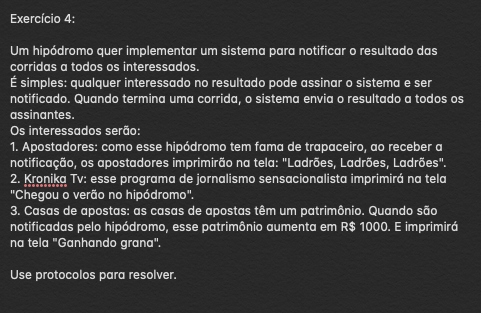 Exercício 4:
Um hipódromo quer implementar um sistema para notificar o resultado das
corridas a todos os interessados.
É simples: qualquer interessado no resultado pode assinar o sistema e ser
notificado. Quando termina uma corrida, o sistema envia o resultado a todos os
assinantes.
Os interessados serão:
1. Apostadores: como esse hipódromo tem fama de trapaceiro, ao receber a
notificação, os apostadores imprimirão na tela: "Ladrões, Ladrões, Ladrões".
2. Kronika Tv: esse programa de jornalismo sensacionalista imprimirá na tela
"Chegou o verão no hipódromo".
3. Casas de apostas: as casas de apostas têm um patrimônio. Quando são
notificadas pelo hipódromo, esse patrimônio aumenta em R$ 1000. E imprimirá
na tela "Ganhando grana".
Use protocolos para resolver.